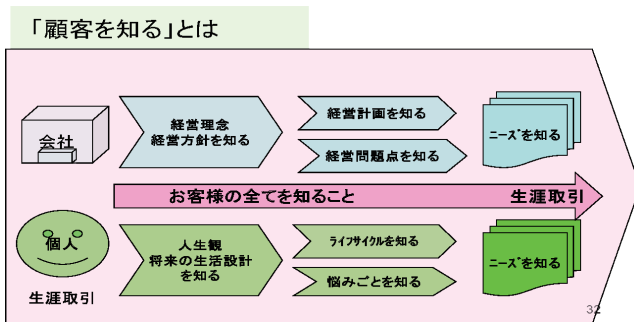 「顧客を知る」とは
会社
経営理念
経営方針を知る
経営計画を知る
経営問題点を知る
ニーズを知る
お客様の全てを知ること
生涯取引
個人
生涯取引
人生観
将来の生活設計
を知る
ライフサイクルを知る
悩みごとを知る
ニーズを知る
32